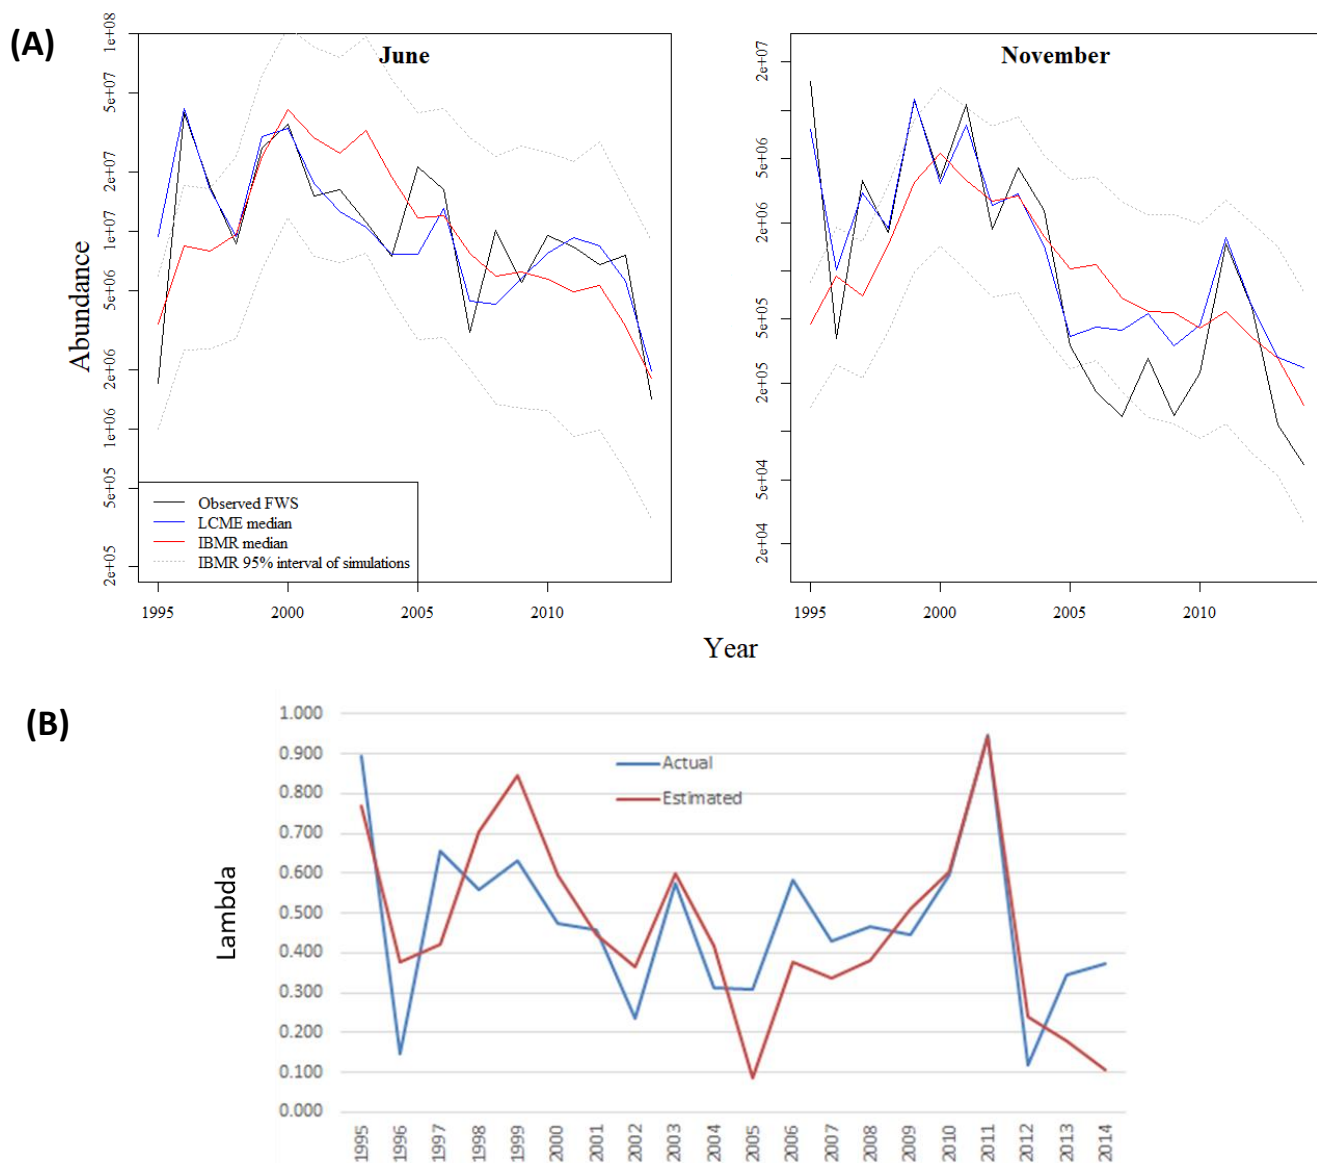 (A)
June
Abundance
1e+08
5e+07
2e+07
1e+07
5e+06
2e+06
1e+06
5e+05
2e+05
Observed FWS
LCME median
IBMR median
IBMR 95% interval of simulations
1995
2000
2005
2010
November
2e+07
5e+06
2e+06
5e+05
2e+05
5e+04
2e+04
1995
2000
2005
2010
Year
(B)
Lambda
1.000
0.900
0.800
0.700
0.600
0.500
0.400
0.300
0.200
0.100
0.000
Actual
Estimated
1995
1996
1997
1998
1999
2000
2001
2002
2003
2004
2005
2006
2007
2008
2009
2010
2011
2012
2013
2014